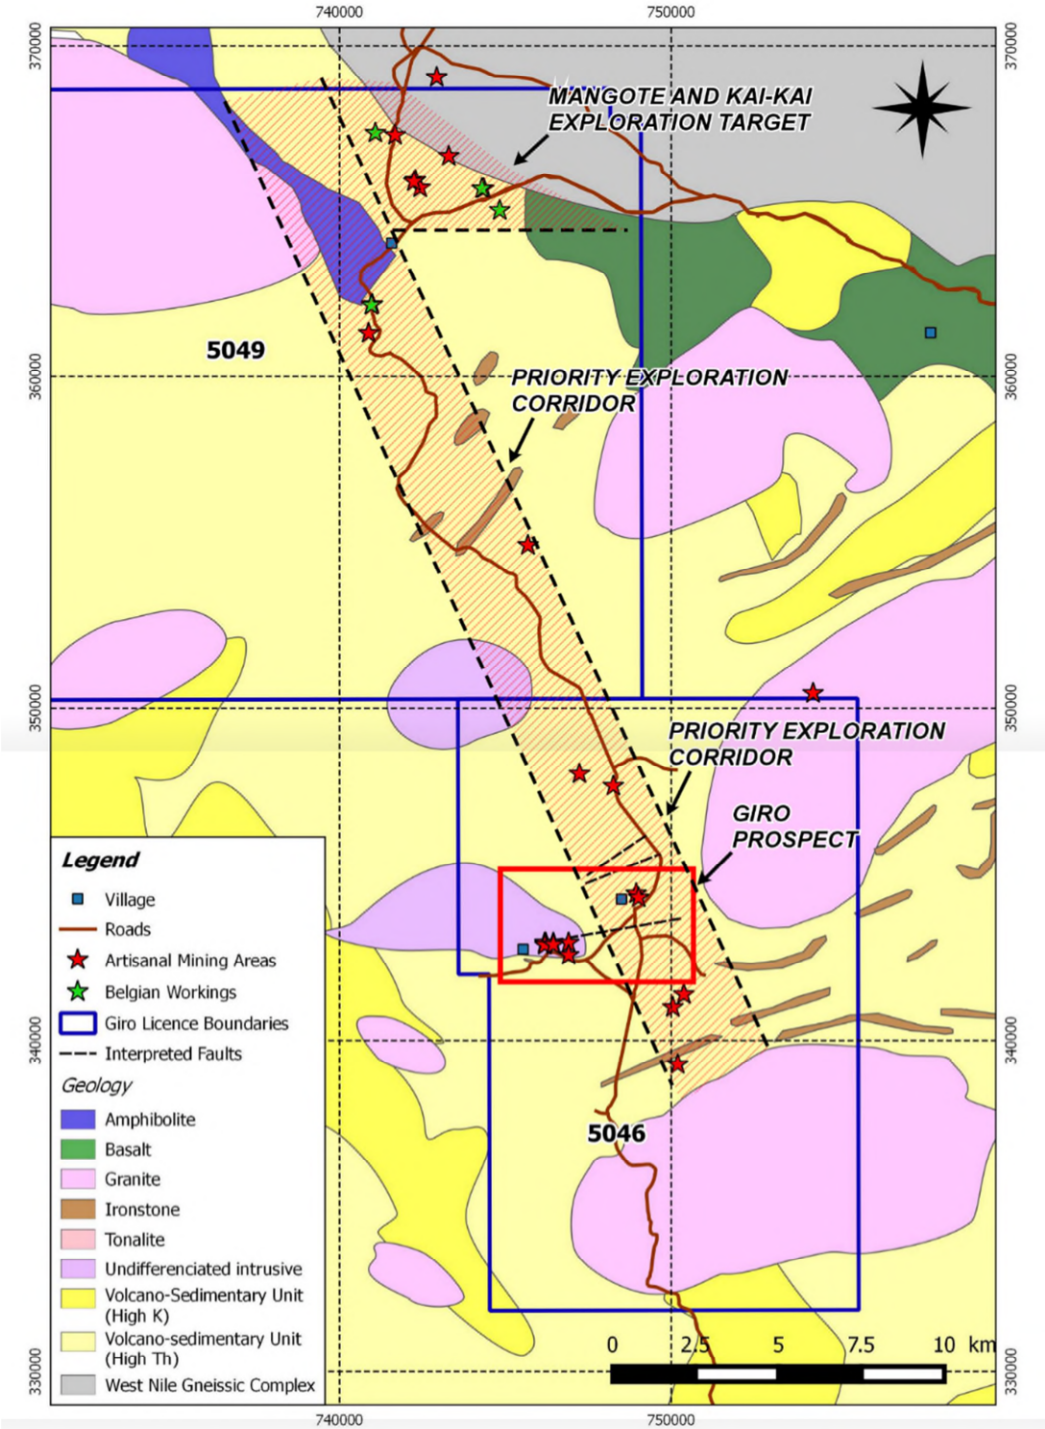 740000
750000
370000
370000
MANGOTE AND KAI-KAI
EXPLORATION TARGET
5049
360000
360000
PRIORITY EXPLORATION
CORRIDOR
350000
350000
PRIORITY EXPLORATION
CORRIDOR
GIRO
PROSPECT
Legend
Village
Roads
Artisanal Mining Areas
Belgian Workings
Giro Licence Boundaries
Interpreted Faults
Geology
Amphibolite
Basalt
Granite
Ironstone
Tonalite
Undifferenciated intrusive
Volcano-Sedimentary Unit
(High K)
Volcano-sedimentary Unit
(High Th)
West Nile Gneissic Complex
340000
340000
5046
0 2.5 5 7.5 10 km
330000
330000
740000
750000